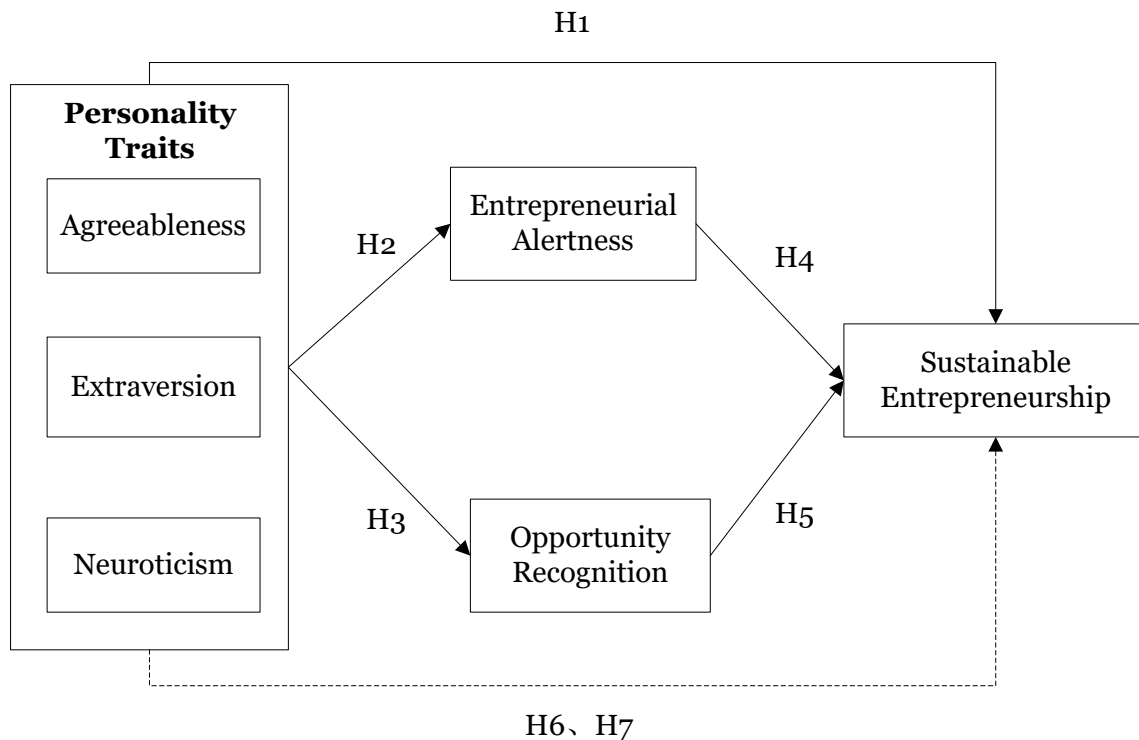 H1
Personality
Traits
Agreeableness
Extraversion
Neuroticism
H2
H3
Entrepreneurial
Alertness
Opportunity
Recognition
H4
H5
Sustainable
Entrepreneurship
H6、H7